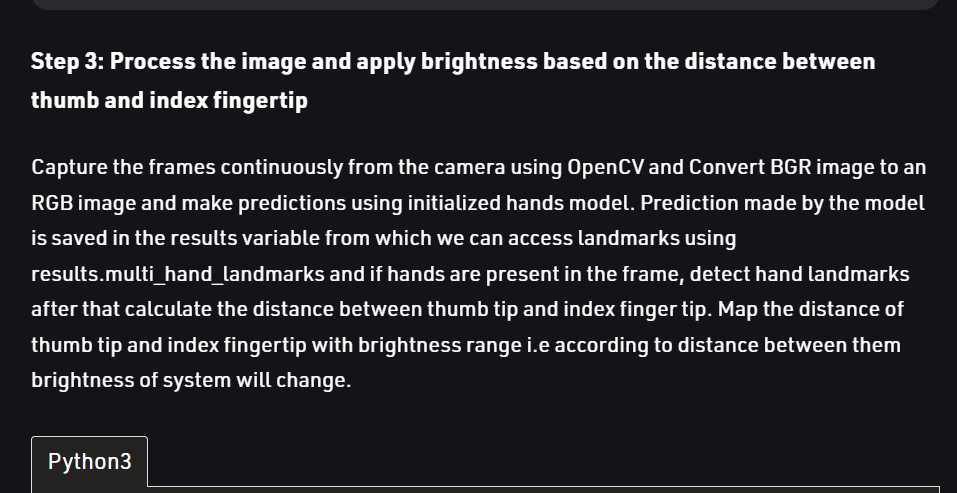 Step 3: Process the image and apply brightness based on the distance between
thumb and index fingertip
Capture the frames continuously from the camera using OpenCV and Convert BGR image to an
RGB image and make predictions using initialized hands model. Prediction made by the model
is saved in the results variable from which we can access landmarks using
results.multi_hand_landmarks and if hands are present in the frame, detect hand landmarks
after that calculate the distance between thumb tip and index finger tip. Map the distance of
thumb tip and index fingertip with brightness range i.e according to distance between them
brightness of system will change.
Python3